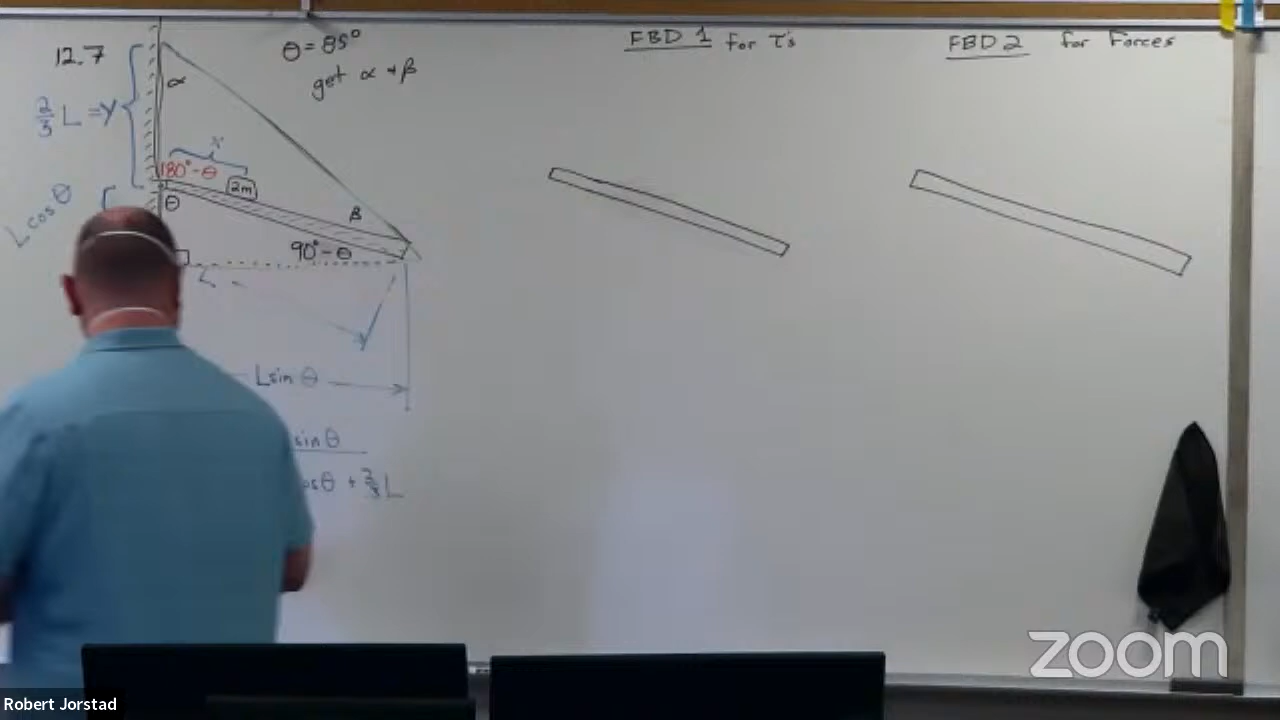 12.7
θ = 85°
get α + β
FBD 1 for τ's
FBD 2 for Forces
α
2/3 L = y
x
180° - θ
2m
θ
β
L cos θ
90° - θ
L
L sin θ
sin θ
cos θ + 2/3 L
zoom
Robert Jorstad